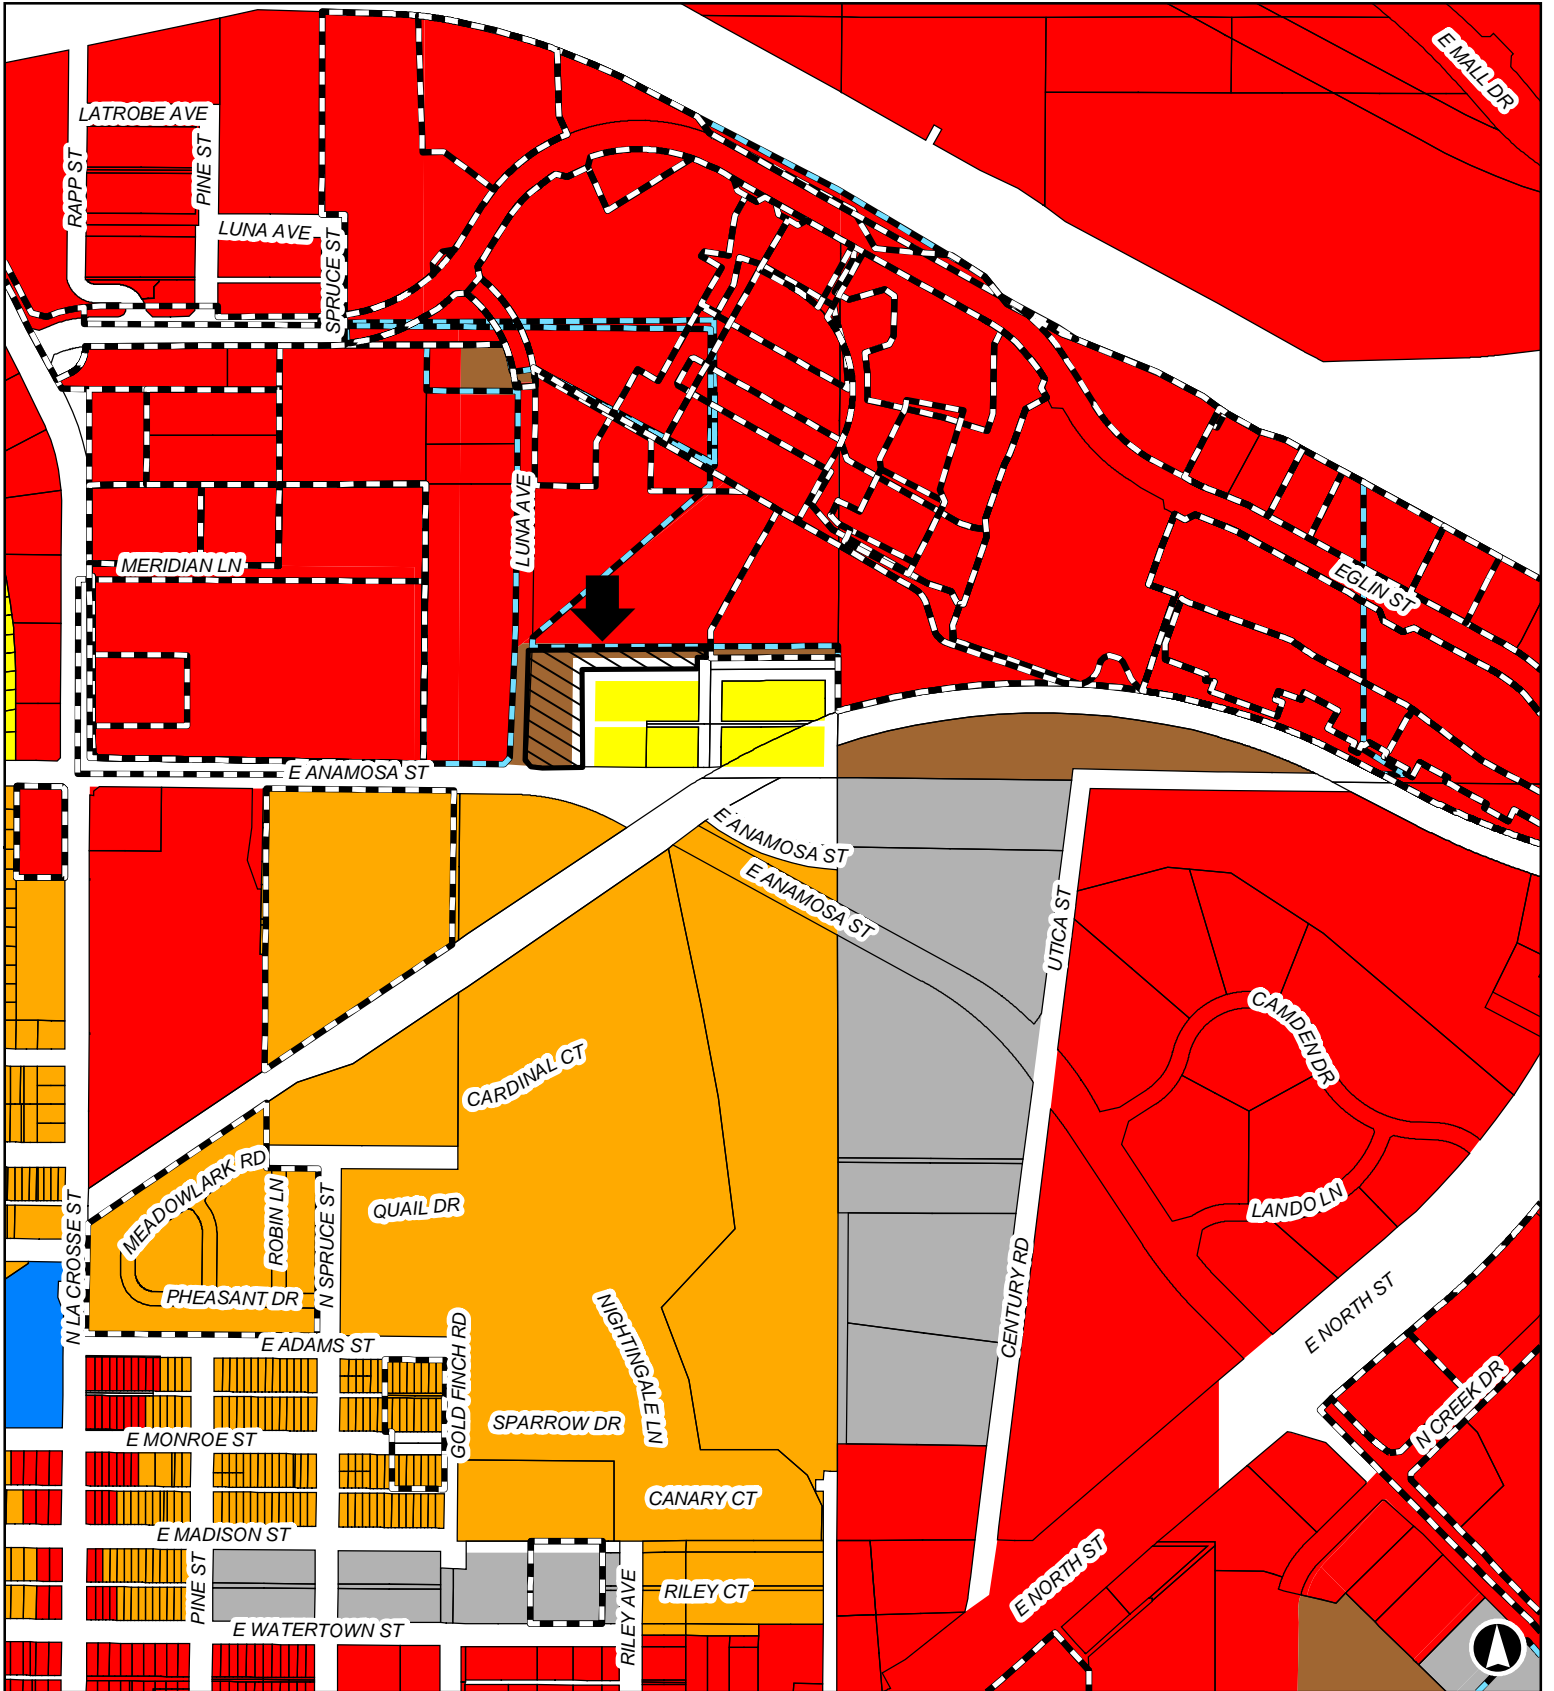 E MALL DR
LATROBE AVE
PINE ST
RAPP ST
LUNA AVE
SPRUCE ST
LUNA AVE
MERIDIAN LN
EGLIN ST
E ANAMOSA ST
E ANAMOSA ST
E ANAMOSA ST
UTICA ST
CAMDEN DR
CARDINAL CT
MEADOWLARK RD
ROBIN LN
N SPRUCE ST
QUAIL DR
LANDO LN
N LA CROSSE ST
PHEASANT DR
CENTURY RD
E NORTH ST
E ADAMS ST
GOLD FINCH RD
NIGHTINGALE LN
N CREEK DR
SPARROW DR
E MONROE ST
CANARY CT
E MADISON ST
PINE ST
RILEY AVE
RILEY CT
E NORTH ST
E WATERTOWN ST